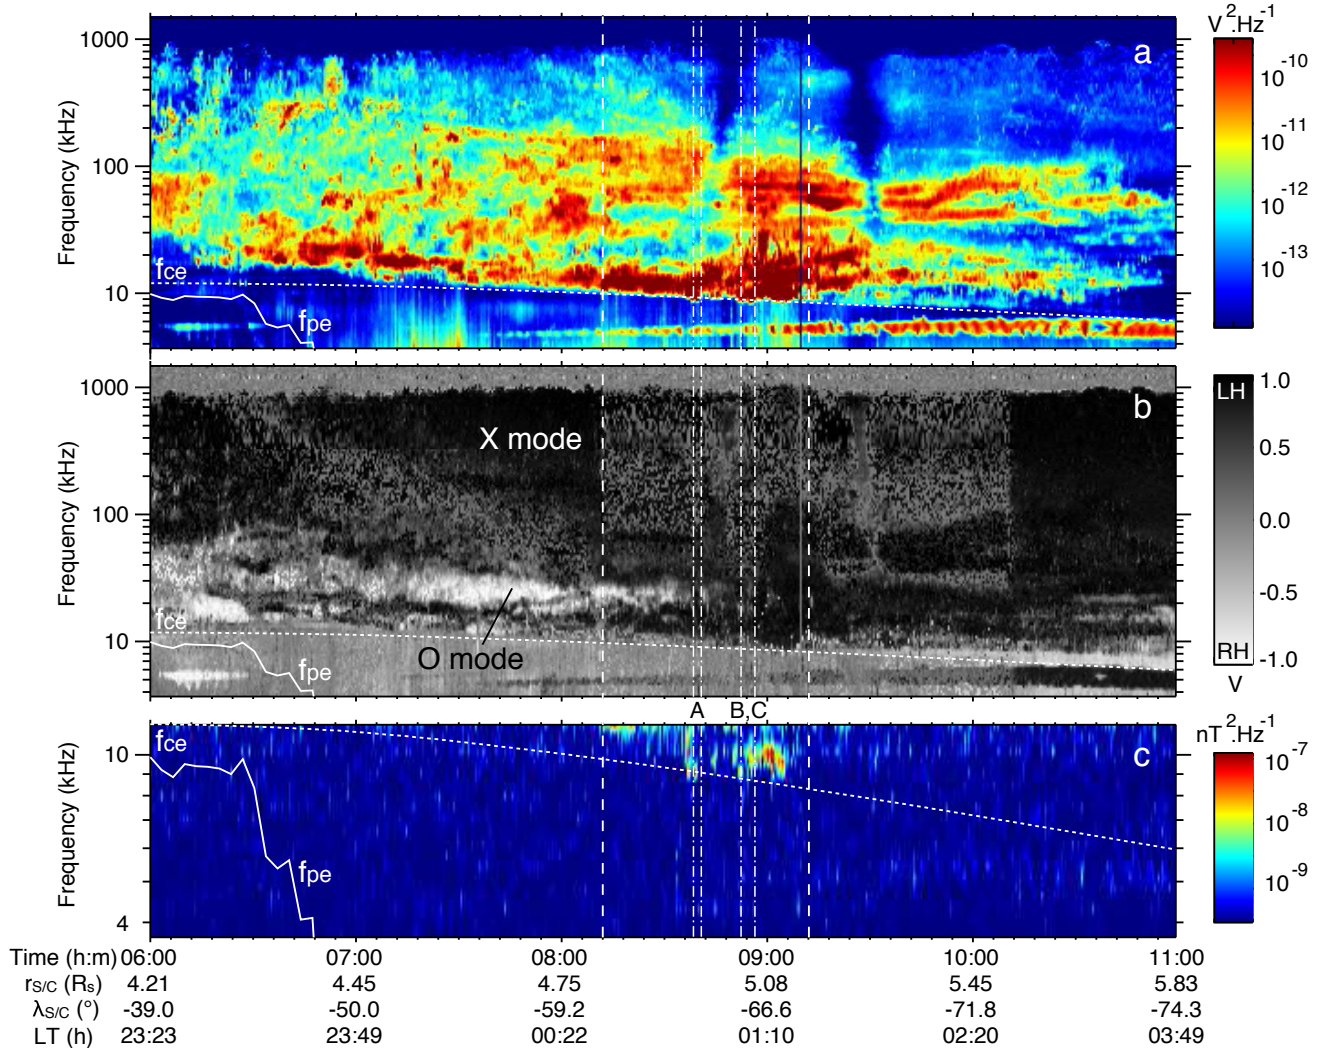 V².Hz⁻¹
a
1000
100
10
Frequency (kHz)
fce
fpe
10⁻¹⁰
10⁻¹¹
10⁻¹²
10⁻¹³
b
1000
100
10
Frequency (kHz)
X mode
O mode
fce
fpe
LH
1.0
0.5
0.0
-0.5
-1.0
RH
V
A
B,C
c
10
4
Frequency (kHz)
fce
fpe
nT².Hz⁻¹
10⁻⁷
10⁻⁸
10⁻⁹
Time (h:m) 06:00 07:00 08:00 09:00 10:00 11:00
rS/C (Rs) 4.21 4.45 4.75 5.08 5.45 5.83
λS/C (°) -39.0 -50.0 -59.2 -66.6 -71.8 -74.3
LT (h) 23:23 23:49 00:22 01:10 02:20 03:49